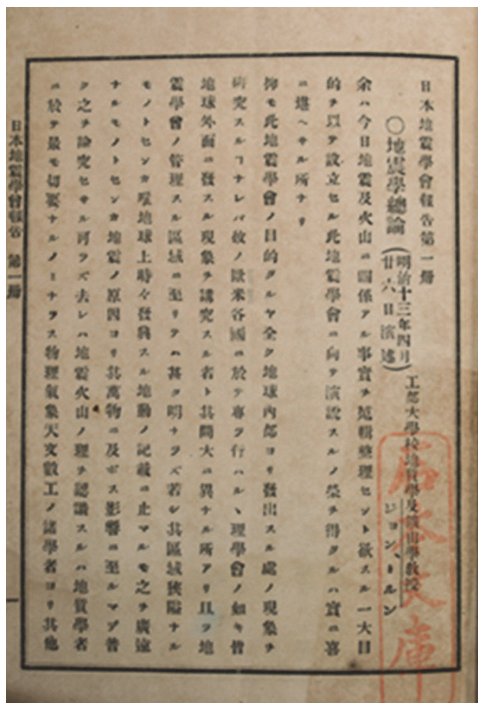 日本地震學會報告第一册
〇地震學總論(明治十三年四月廿六日演述)工部大學校地質學及鑛山學教授
ジョン、ミルン
余ハ今日地震及火山ニ關係アル事實ヲ蒐輯整理セント欲スル一大目
的ヲ以テ設立セル此地震學會ニ向テ演說スルノ榮ヲ得タルハ實ニ喜
ニ堪ヘサル所ナリ
抑モ此地震學會ノ目的タルヤ全ク地球內部ヨリ發出スル處ノ現象ヲ
研究スルコナレバ彼ノ歐米各國ニ於テ專ラ行ハルヽ理學會ノ如キ皆
地球外面ニ發スル現象ヲ講究スル者ト其關大ニ異ナル所アリ且ツ地
震學會ノ管理スル區域ニ至リテハ甚タ明ナラズ若シ其區域狹隘ナル
モノトセンカ地球上時々發與スル地動ノ記載ニ止マルモ之ヲ廣遠
ナルモノトセンカ地震ノ原因ヨリ其萬物ニ及ボス影響ニ至ルマデ普
ク之ヲ論究セサル可ラズ去レハ地震火山ノ理ヲ認識スルハ地質學者
ニ於テ最モ切要ナルノミナラス物理氣象天文數工ノ諸學者ヨリ其他
日本地震學會報告 第一册
一
文庫